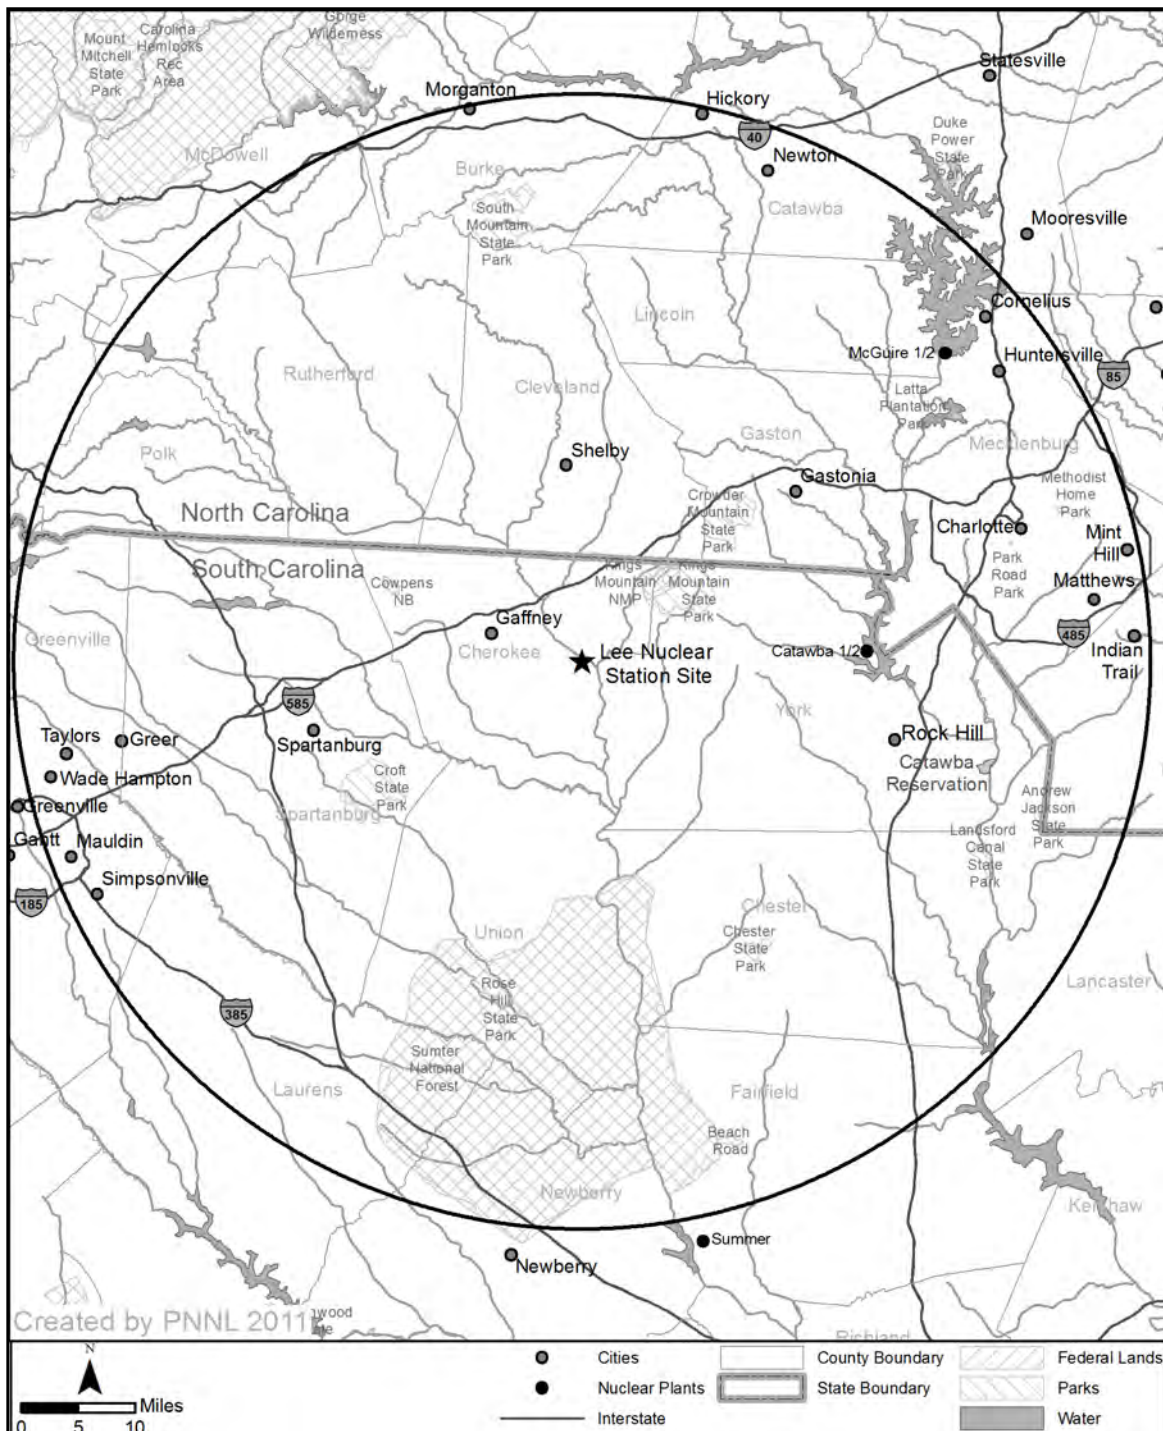 Gorge
Wilderness
Mount
Mitchell
State
Park
Carolina
Hemlocks
Rec
Area
Statesville
Morganton
Hickory
40
Newton
Duke
Power
State
Park
McDowell
Burke
Catawba
South
Mountain
State
Park
Mooresville
Lincoln
Cornelius
McGuire 1/2
Huntersville
85
Rutherford
Cleveland
Latta
Plantation
Park
Polk
Gaston
Mecklenburg
Shelby
Gastonia
Methodist
Home
Park
North Carolina
Crowder
Mountain
State
Park
Charlotte
Mint
Hill
South Carolina
Cowpens
NB
Kings
Mountain
NMP
Kings
Mountain
State
Park
Park
Road
Park
Matthews
Greenville
Gaffney
Cherokee
Lee Nuclear
Station Site
Catawba 1/2
485
Indian
Trail
585
York
Taylors
Greer
Spartanburg
Rock Hill
Wade Hampton
Croft
State
Park
Catawba
Reservation
Greenville
Spartanburg
Andrew
Jackson
State
Park
Gantt
Mauldin
Landsford
Canal
State
Park
Simpsonville
185
Chester
Union
Chester
State
Park
Lancaster
Rose
Hill
State
Park
385
Sumter
National
Forest
Laurens
Fairfield
Beach
Road
Newberry
Kershaw
Summer
Newberry
Created by PNNL 2011
Richland
N
Miles
0 5 10
Cities
County Boundary
Federal Lands
Nuclear Plants
State Boundary
Parks
Interstate
Water